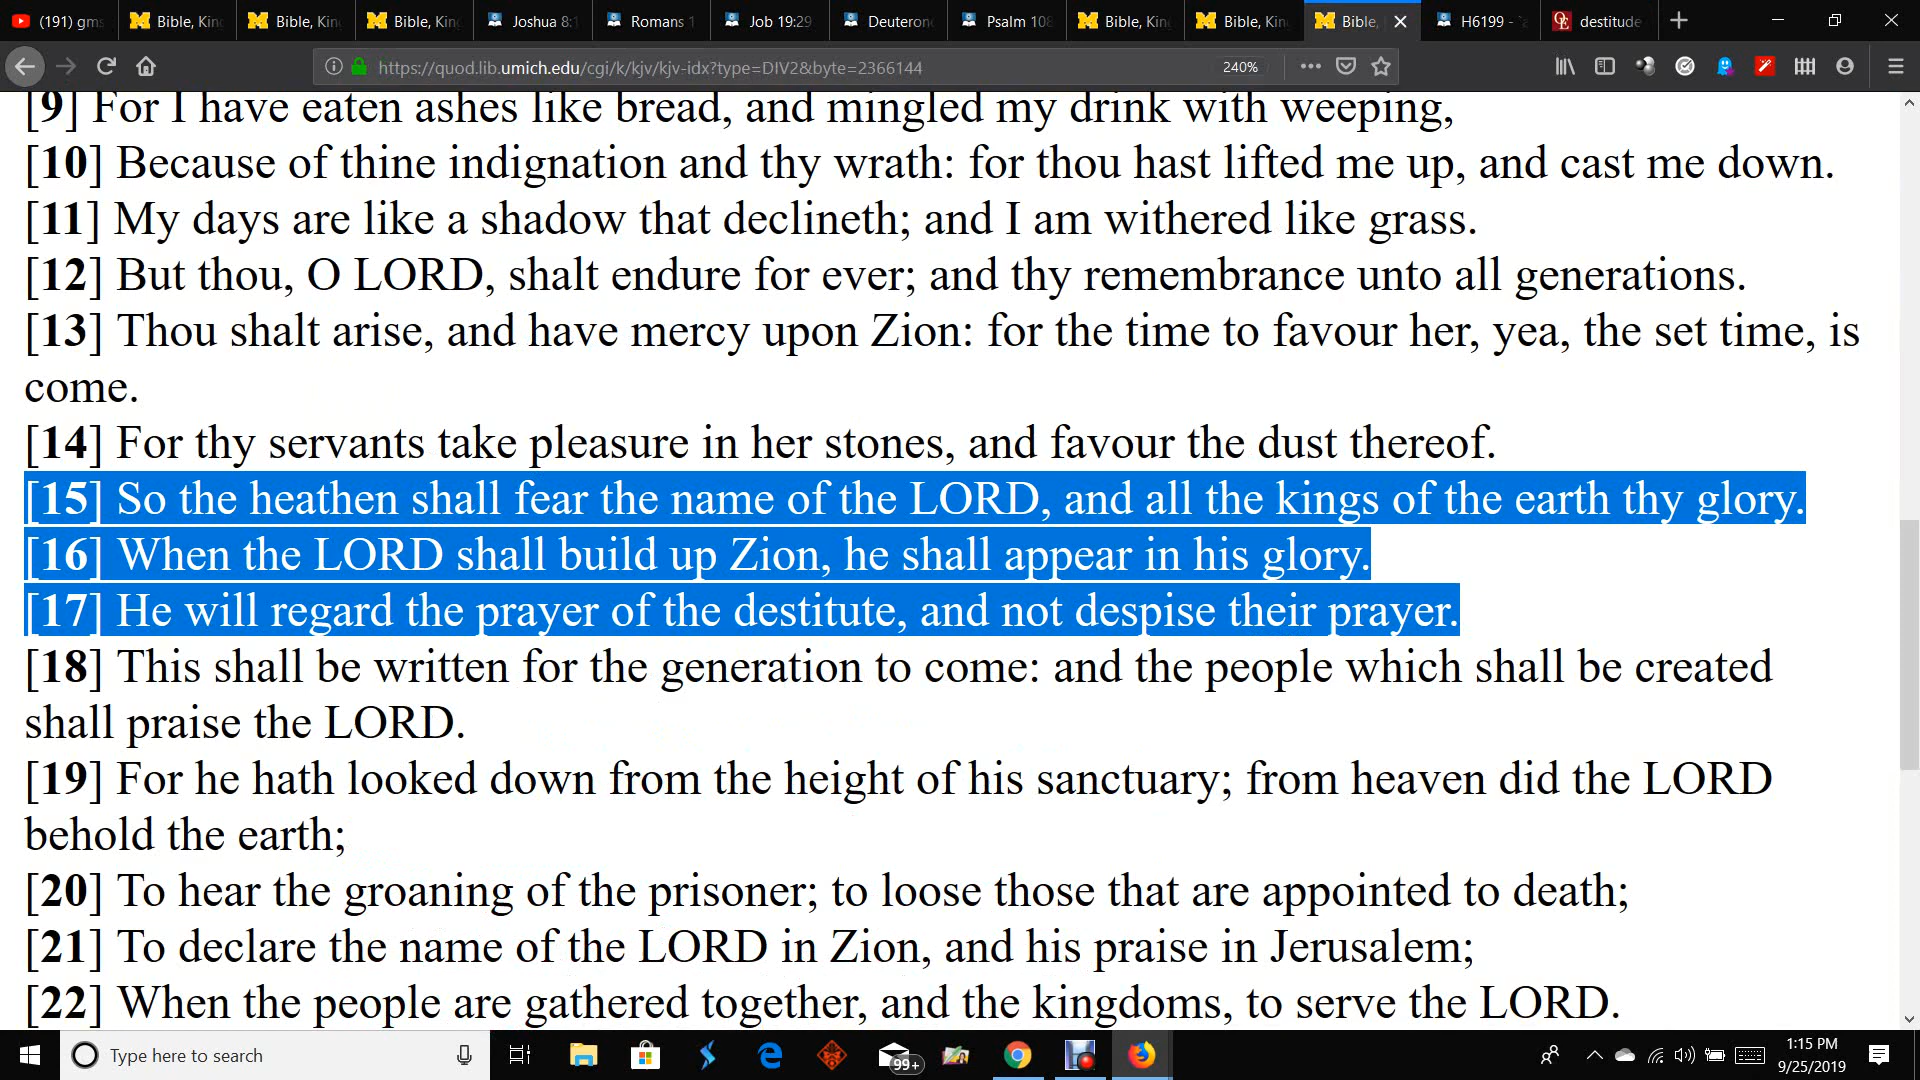 (191) gms
Bible, Kin
Bible, Kin
Bible, Kin
Joshua 8:1
Romans 1
Job 19:29
Deuteron
Psalm 108
Bible, Kin
Bible, Kin
Bible,
H6199 -
destitude
https://quod.lib.umich.edu/cgi/k/kjv/kjv-idx?type=DIV2&byte=2366144
240%
[9] For I have eaten ashes like bread, and mingled my drink with weeping,
[10] Because of thine indignation and thy wrath: for thou hast lifted me up, and cast me down.
[11] My days are like a shadow that declineth; and I am withered like grass.
[12] But thou, O LORD, shalt endure for ever; and thy remembrance unto all generations.
[13] Thou shalt arise, and have mercy upon Zion: for the time to favour her, yea, the set time, is
come.
[14] For thy servants take pleasure in her stones, and favour the dust thereof.
[15] So the heathen shall fear the name of the LORD, and all the kings of the earth thy glory.
[16] When the LORD shall build up Zion, he shall appear in his glory.
[17] He will regard the prayer of the destitute, and not despise their prayer.
[18] This shall be written for the generation to come: and the people which shall be created
shall praise the LORD.
[19] For he hath looked down from the height of his sanctuary; from heaven did the LORD
behold the earth;
[20] To hear the groaning of the prisoner; to loose those that are appointed to death;
[21] To declare the name of the LORD in Zion, and his praise in Jerusalem;
[22] When the people are gathered together, and the kingdoms, to serve the LORD.
Type here to search
99+
1:15 PM
9/25/2019